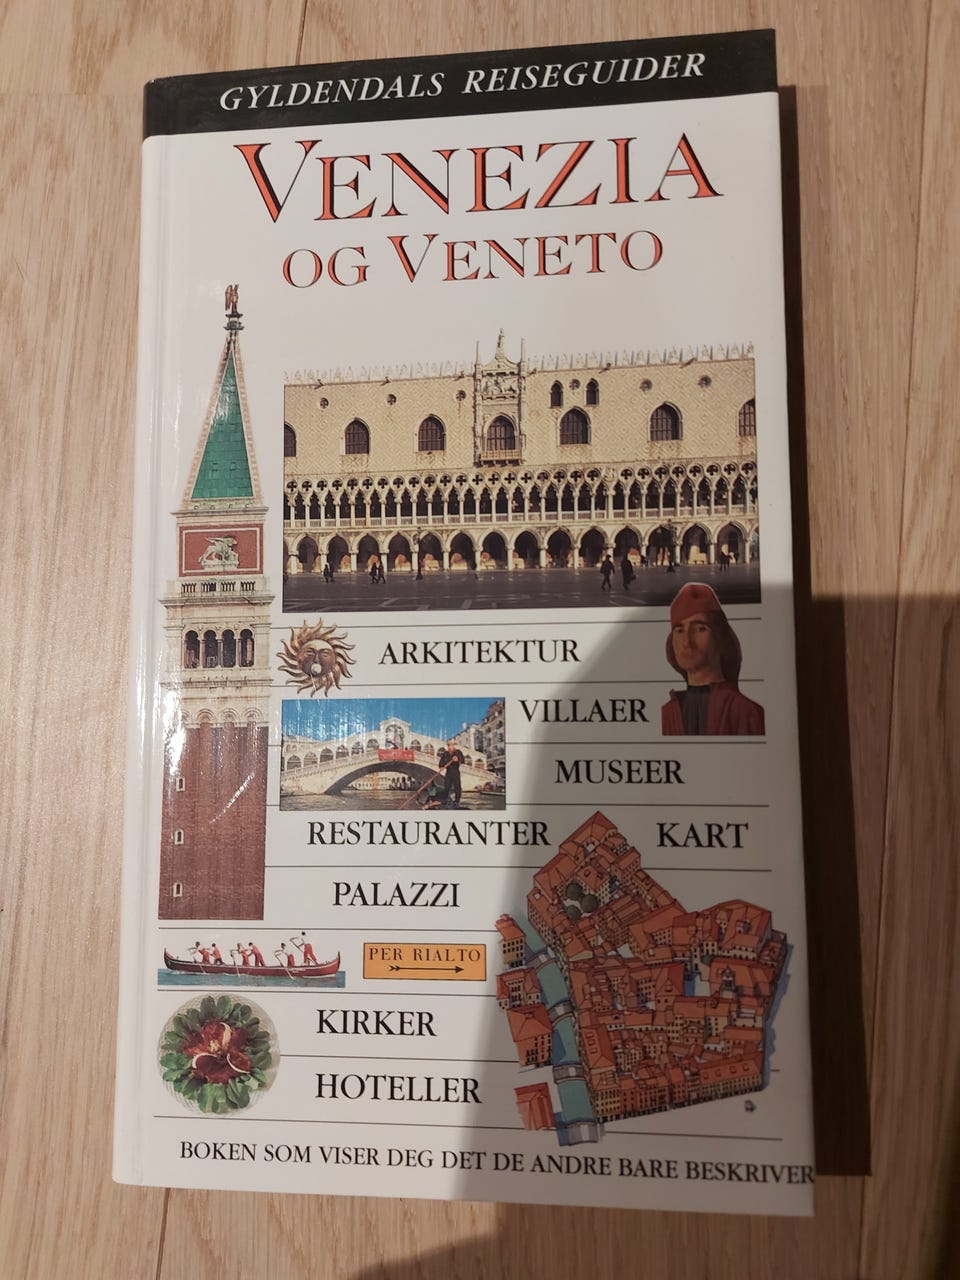 GYLDENDALS REISEGUIDER
VENEZIA
OG VENETO
ARKITEKTUR
VILLAER
MUSEER
RESTAURANTER
KART
PALAZZI
PER RIALTO
KIRKER
HOTELLER
BOKEN SOM VISER DEG DET DE ANDRE BARE BESKRIVER